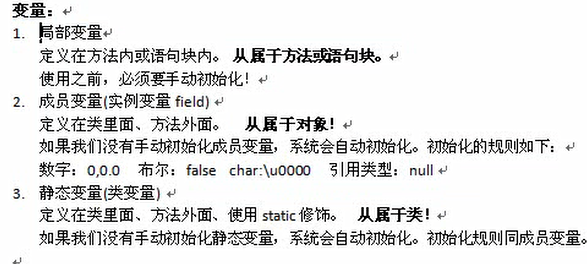 变量：
1. 局部变量
定义在方法内或语句块内。 从属于方法或语句块。
使用之前，必须要手动初始化！
2. 成员变量(实例变量 field)
定义在类里面、方法外面。 从属于对象！
如果我们没有手动初始化成员变量，系统会自动初始化。初始化的规则如下：
数字：0,0.0 布尔：false char:\u0000 引用类型：null
3. 静态变量(类变量)
定义在类里面、方法外面、使用 static 修饰。 从属于类！
如果我们没有手动初始化静态变量，系统会自动初始化。初始化规则同成员变量。